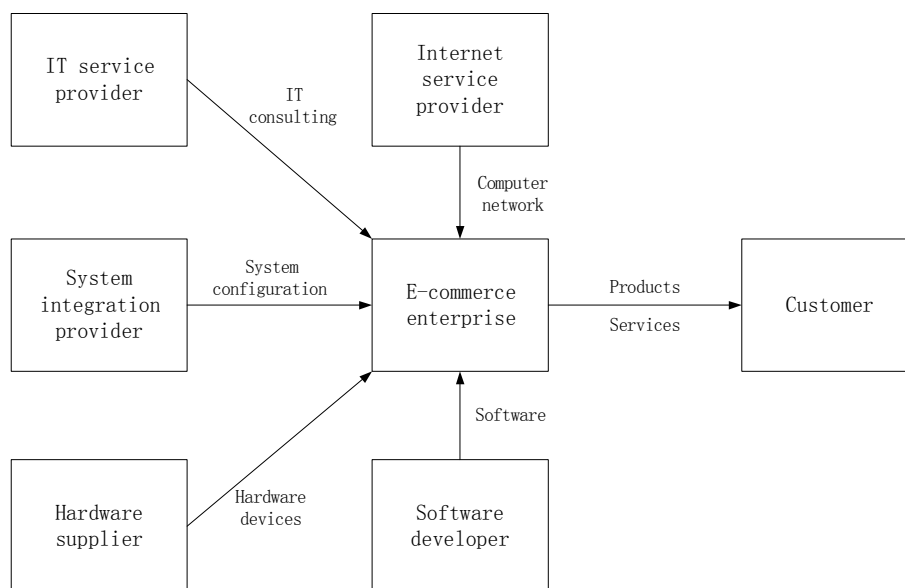 IT service
provider
Internet
service
provider
IT
consulting
Computer
network
System
integration
provider
System
configuration
E-commerce
enterprise
Products
Services
Customer
Software
Hardware
devices
Hardware
supplier
Software
developer